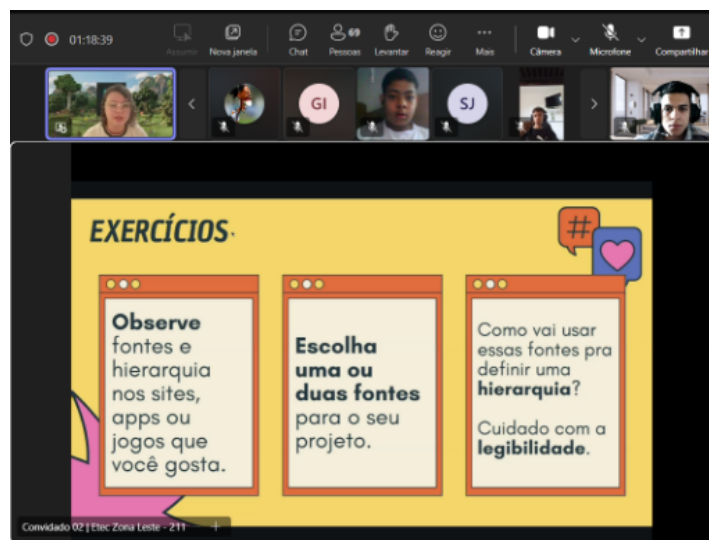 01:18:39
Assumir
Nova janela
Chat
69
Pessoas
Levantar
Reagir
Mais
Câmera
Microfone
Compartilhar
GI
SJ
EXERCÍCIOS
#
Observe
fontes e
hierarquia
nos sites,
apps ou
jogos que
você gosta.
Escolha
uma ou
duas fontes
para o seu
projeto.
Como vai usar
essas fontes pra
definir uma
hierarquia?
Cuidado com a
legibilidade.
Convidado 02 | Etec Zona Leste - 211